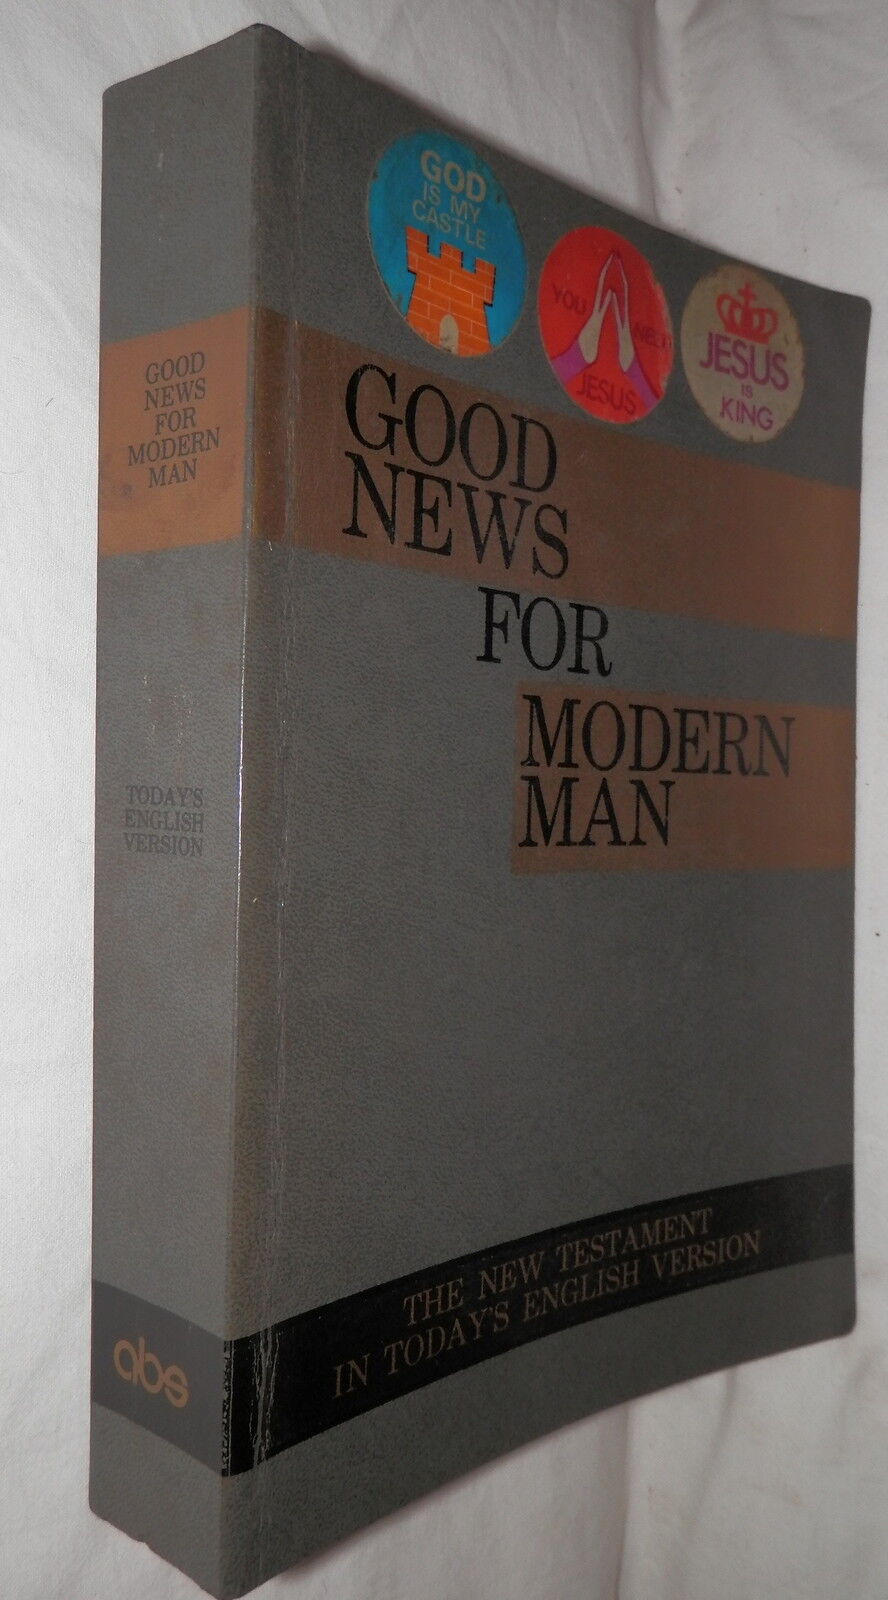 GOOD
NEWS
FOR
MODERN
MAN
TODAY'S
ENGLISH
VERSION
abs
GOD
IS MY
CASTLE
YOU
NEED
JESUS
JESUS
IS
KING
GOOD
NEWS
FOR
MODERN
MAN
THE NEW TESTAMENT
IN TODAY'S ENGLISH VERSION